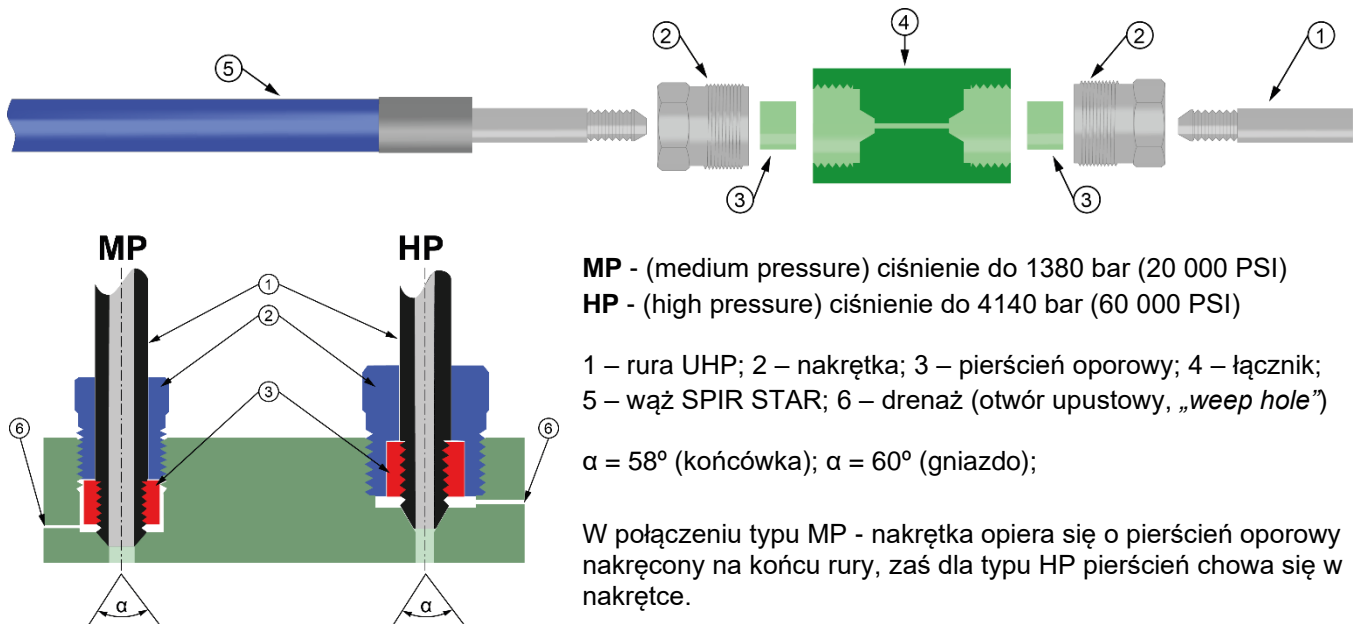 5
2
4
2
1
3
3
MP
HP
1
2
3
6
6
α
α
MP - (medium pressure) ciśnienie do 1380 bar (20 000 PSI)
HP - (high pressure) ciśnienie do 4140 bar (60 000 PSI)
1 – rura UHP; 2 – nakrętka; 3 – pierścień oporowy; 4 – łącznik;
5 – wąż SPIR STAR; 6 – drenaż (otwór upustowy, „weep hole”)
α = 58º (końcówka); α = 60º (gniazdo);
W połączeniu typu MP - nakrętka opiera się o pierścień oporowy
nakręcony na końcu rury, zaś dla typu HP pierścień chowa się w
nakrętce.